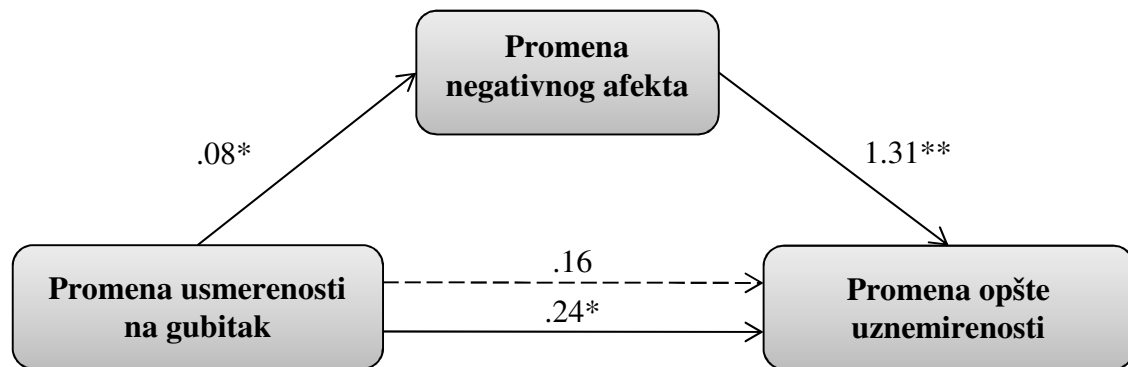 Promena
negativnog afekta
.08*
1.31**
Promena usmerenosti
na gubitak
.16
.24*
Promena opšte
uznemirenosti